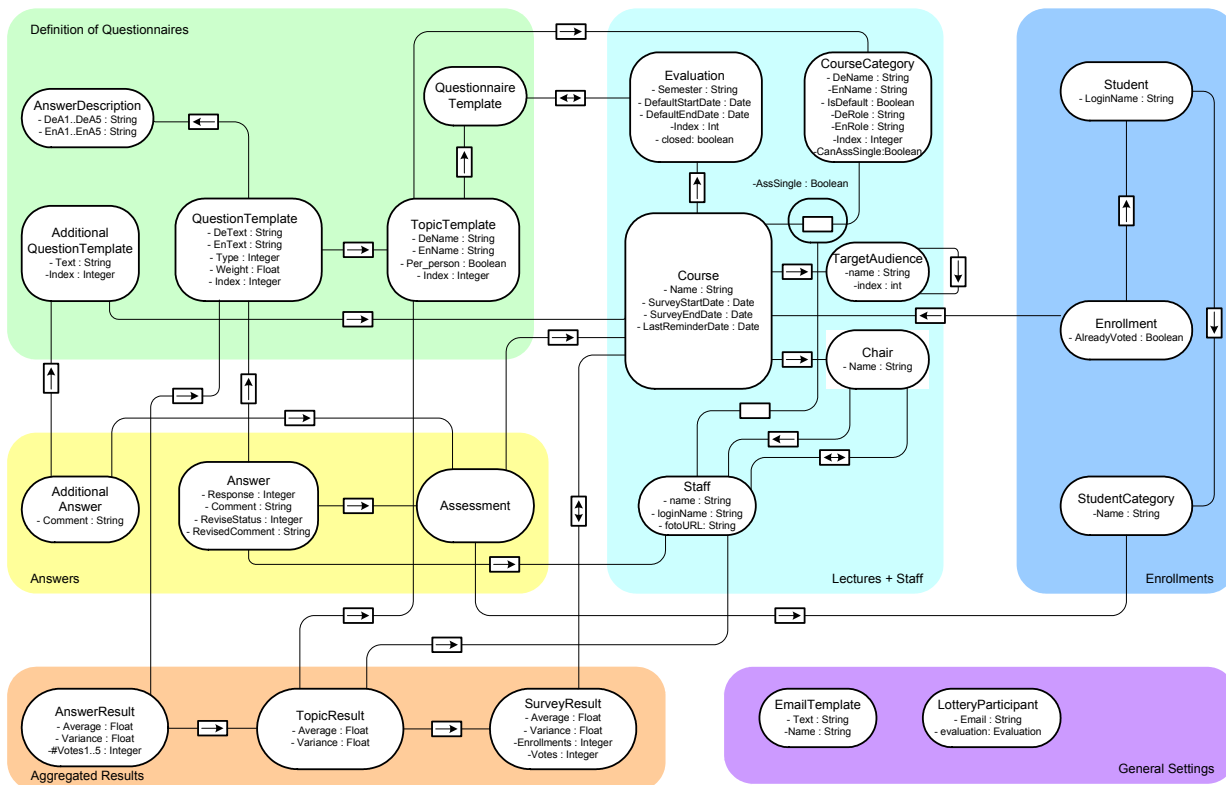 Definition of Questionnaires
AnswerDescription
- DeA1..DeA5 : String
- EnA1..EnA5 : String
Questionnaire
Template
Additional
QuestionTemplate
- Text : String
-Index : Integer
QuestionTemplate
- DeText : String
- EnText : String
- Type : Integer
- Weight : Float
- Index : Integer
TopicTemplate
- DeName : String
- EnName : String
- Per_person : Boolean
- Index : Integer
Evaluation
- Semester : String
- DefaultStartDate : Date
- DefaultEndDate : Date
-Index : Int
- closed: boolean
CourseCategory
- DeName : String
-EnName : String
- IsDefault : Boolean
-DeRole : String
-EnRole : String
-Index : Integer
-CanAssSingle:Boolean
-AssSingle : Boolean
Course
- Name : String
- SurveyStartDate : Date
- SurveyEndDate : Date
- LastReminderDate : Date
TargetAudience
-name : String
-index : int
Chair
- Name : String
Staff
- name : String
- loginName : String
- fotoURL: String
Lectures + Staff
Student
- LoginName : String
Enrollment
- AlreadyVoted : Boolean
StudentCategory
-Name : String
Enrollments
Additional
Answer
- Comment : String
Answer
- Response : Integer
- Comment : String
- ReviseStatus : Integer
- RevisedComment : String
Assessment
Answers
AnswerResult
- Average : Float
- Variance : Float
-#Votes1..5 : Integer
TopicResult
- Average : Float
- Variance : Float
SurveyResult
- Average : Float
- Variance : Float
-Enrollments : Integer
-Votes : Integer
Aggregated Results
EmailTemplate
- Text : String
-Name : String
LotteryParticipant
- Email : String
- evaluation: Evaluation
General Settings